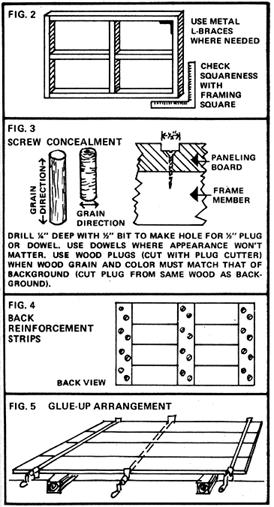 FIG. 2
USE METAL
L-BRACES
WHERE NEEDED
CHECK
SQUARENESS
WITH
FRAMING
SQUARE
FIG. 3
SCREW CONCEALMENT
½"
GRAIN
DIRECTION
GRAIN
DIRECTION
PANELING
BOARD
FRAME
MEMBER
DRILL ¼" DEEP WITH ½" BIT TO MAKE HOLE FOR ½" PLUG
OR DOWEL. USE DOWELS WHERE APPEARANCE WON'T
MATTER. USE WOOD PLUGS (CUT WITH PLUG CUTTER)
WHEN WOOD GRAIN AND COLOR MUST MATCH THAT OF
BACKGROUND (CUT PLUG FROM SAME WOOD AS BACK-
GROUND).
FIG. 4
BACK
REINFORCEMENT
STRIPS
BACK VIEW
FIG. 5 GLUE-UP ARRANGEMENT